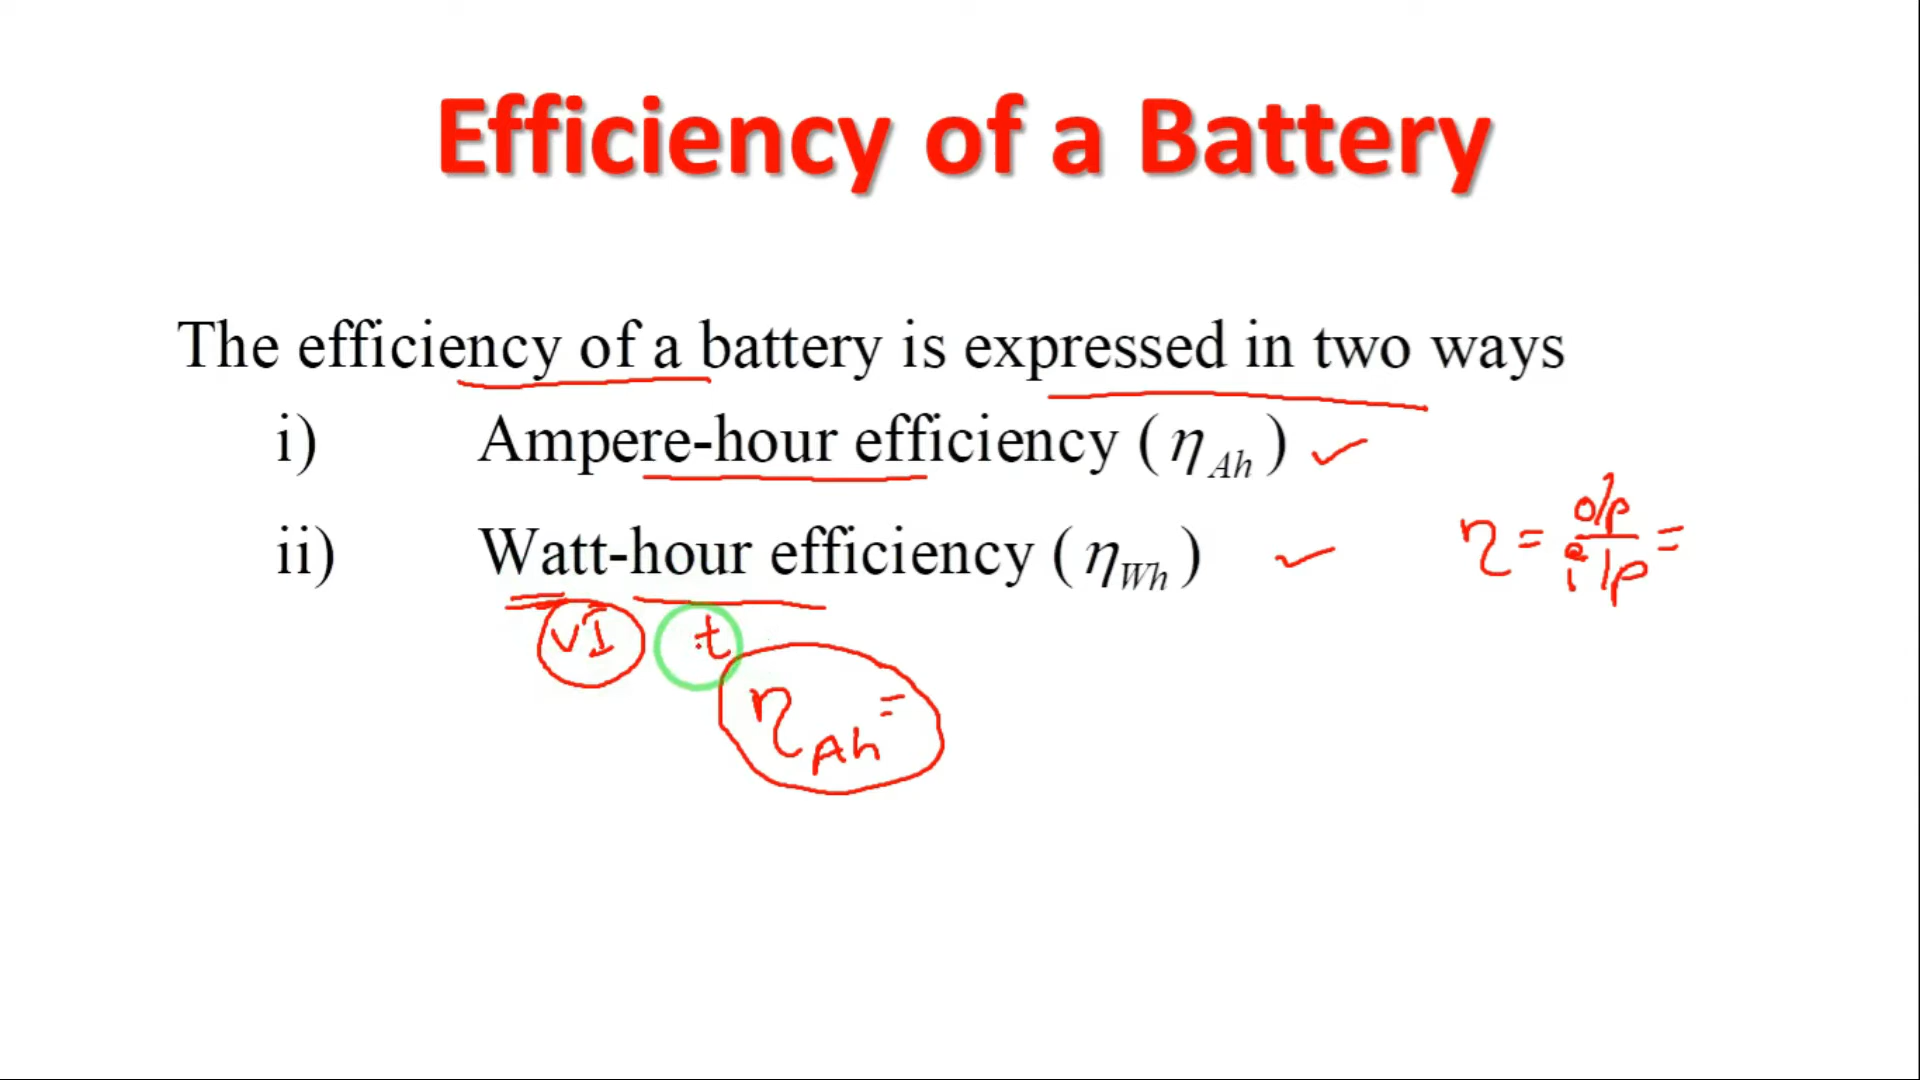 Efficiency of a Battery
The efficiency of a battery is expressed in two ways
i) Ampere-hour efficiency (η Ah)
ii) Watt-hour efficiency (ηWh)
η = o/p / i/p =
VI t
ηAh =